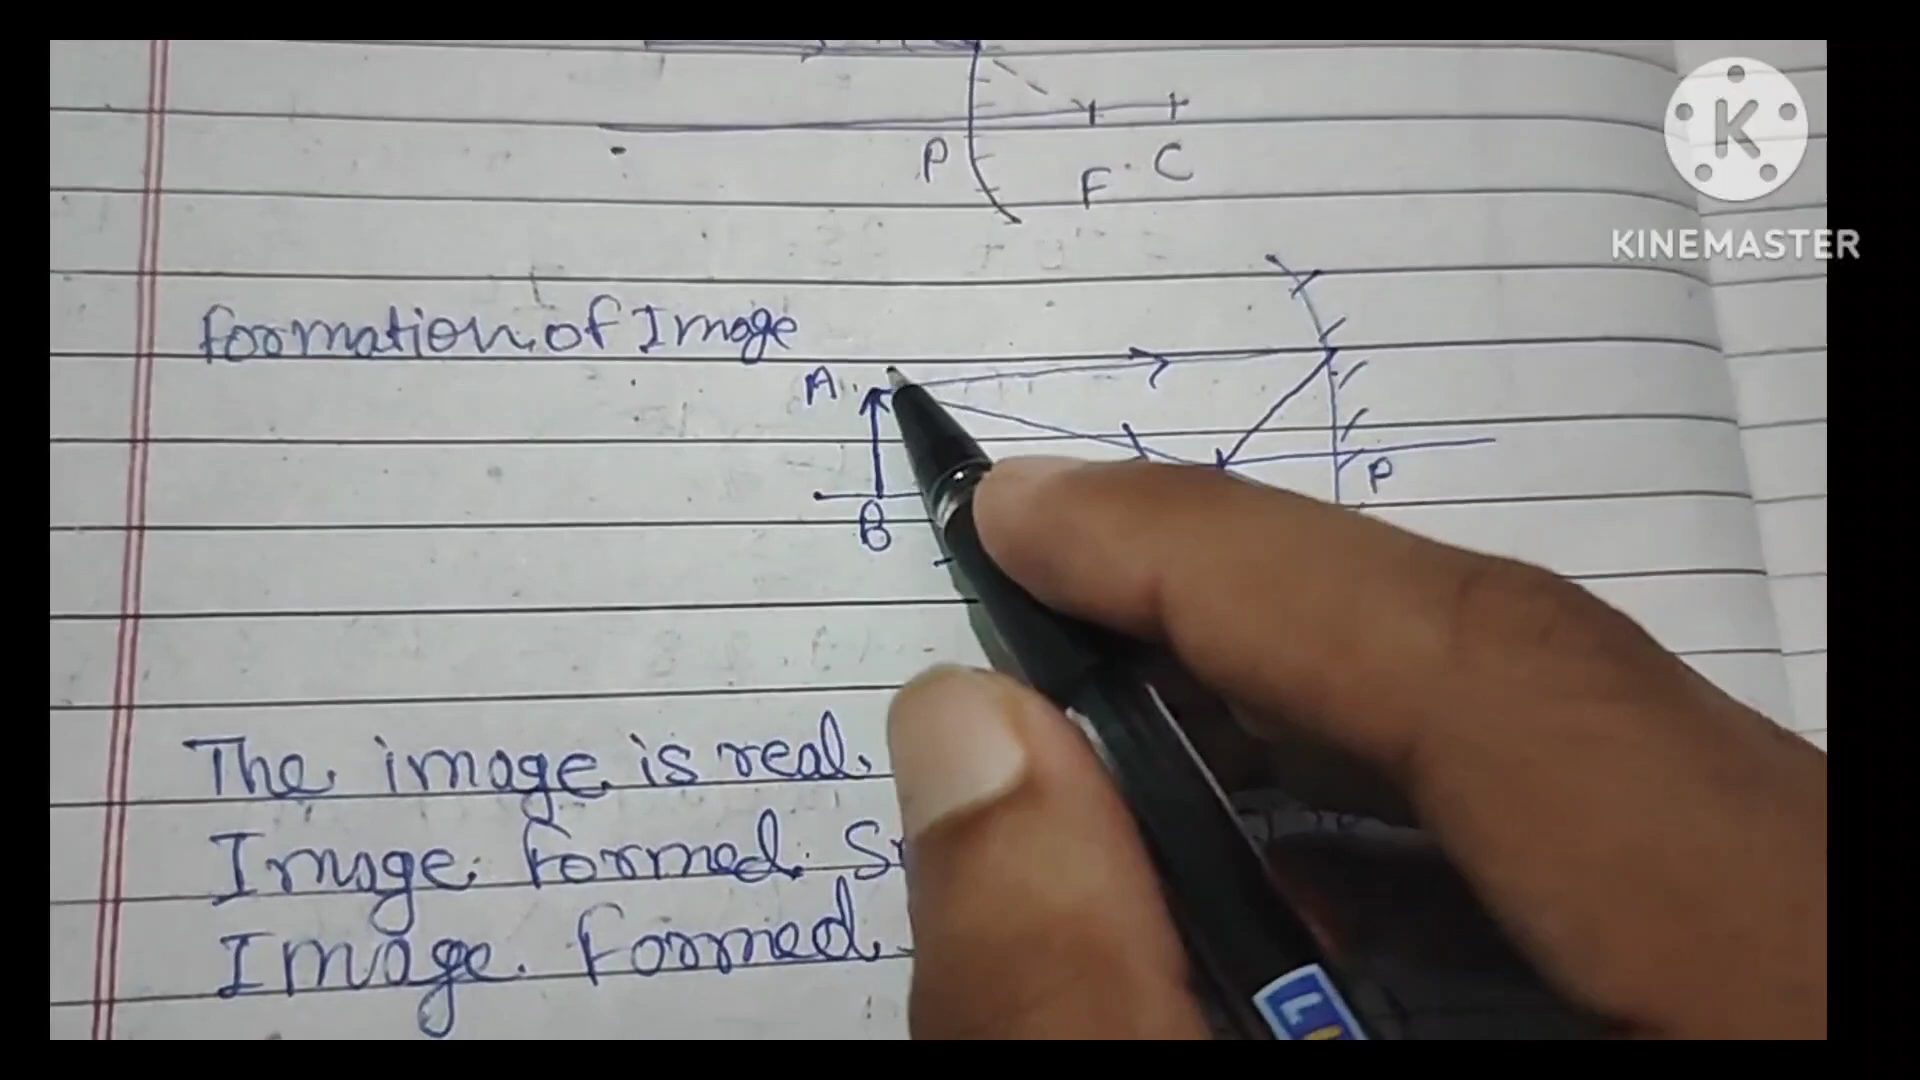 P
F C
KINEMASTER
Formation of Image
A
P
B
The image is real.
Image formed
Image formed